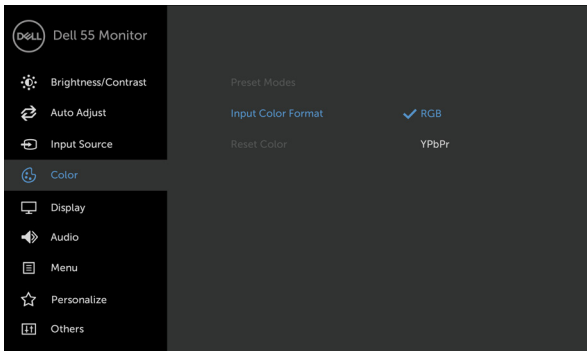 DELL Dell 55 Monitor
Brightness/Contrast
Auto Adjust
Input Source
Color
Display
Audio
Menu
Personalize
Others
Preset Modes
Input Color Format ✓ RGB
Reset Color YPbPr